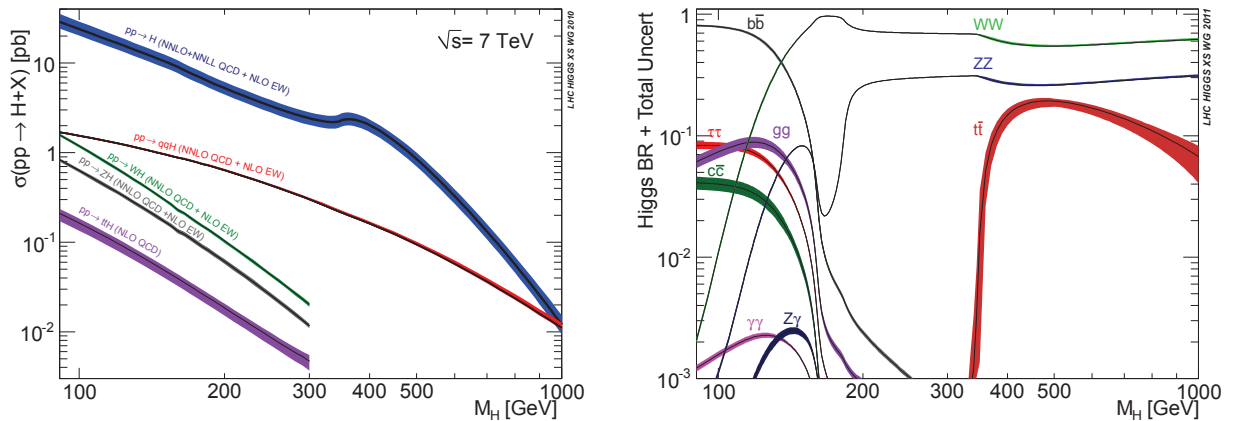 σ(pp → H+X) [pb]
10
1
10⁻¹
10⁻²
√s= 7 TeV
LHC HIGGS XS WG 2010
pp → H (NNLO+NNLL QCD + NLO EW)
pp → qqH (NNLO QCD + NLO EW)
pp → WH (NNLO QCD + NLO EW)
pp → ZH (NNLO QCD +NLO EW)
pp → ttH (NLO QCD)
100 200 300 400 500 1000
M_H [GeV]
Higgs BR + Total Uncert
1
10⁻¹
10⁻²
10⁻³
LHC HIGGS XS WG 2011
bb̄
WW
ZZ
ττ
gg
cc̄
tt̄
γγ
Zγ
100 200 300 400 500 1000
M_H [GeV]